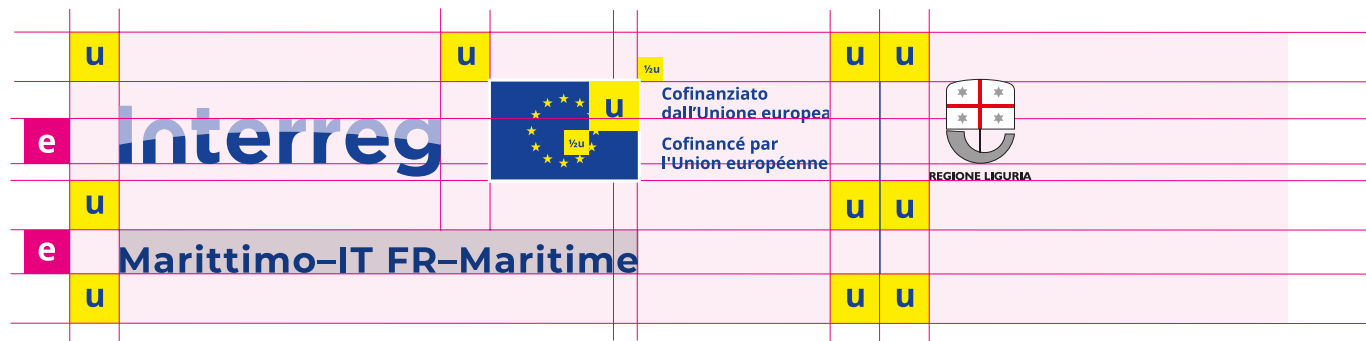 u u u u
½u
Interreg
u
½u
Cofinanziato
dall'Unione europea
Cofinancé par
l'Union européenne
REGIONE LIGURIA
e
u u u
e
Marittimo–IT FR–Maritime
u u u